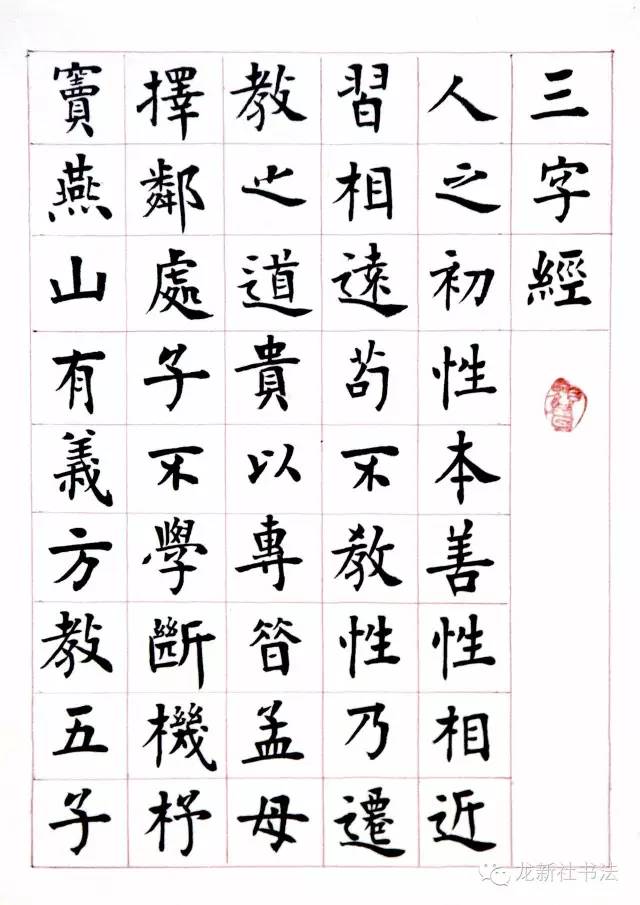 三字經
人之初性本善性相近
習相遠苟不教性乃遷
教之道貴以專昔孟母
擇鄰處子不學斷機杼
竇燕山有義方教五子
龙新社书法